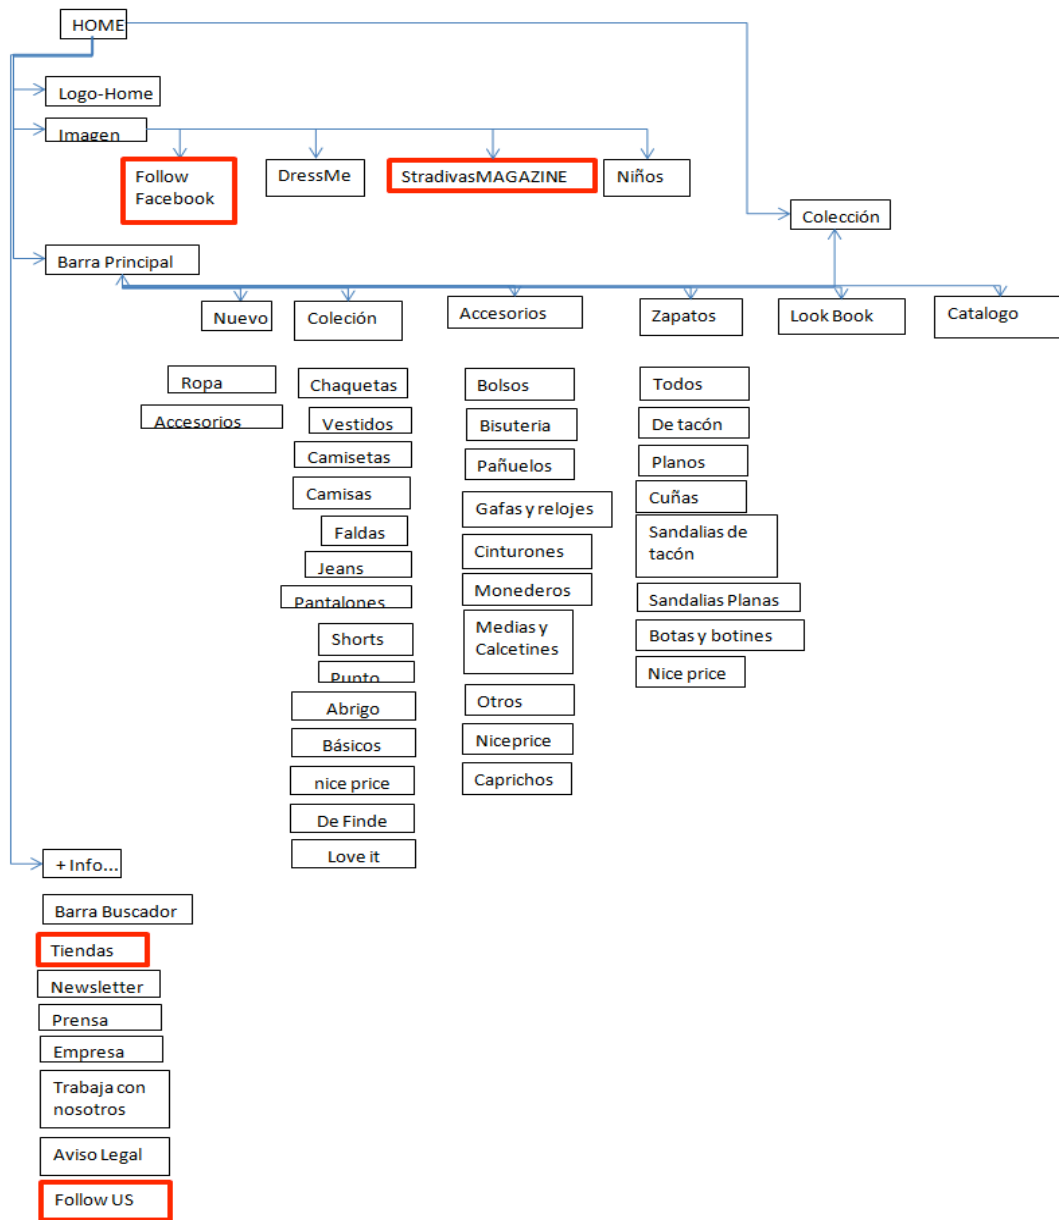 HOME
Logo-Home
Imagen
Follow
Facebook
DressMe
StradivasMAGAZINE
Niños
Colección
Barra Principal
Nuevo
Coleción
Accesorios
Zapatos
Look Book
Catalogo
Ropa
Accesorios
Chaquetas
Vestidos
Camisetas
Camisas
Faldas
Jeans
Pantalones
Shorts
Punto
Abrigo
Básicos
nice price
De Finde
Love it
Bolsos
Bisuteria
Pañuelos
Gafas y relojes
Cinturones
Monederos
Medias y
Calcetines
Otros
Niceprice
Caprichos
Todos
De tacón
Planos
Cuñas
Sandalias de
tacón
Sandalias Planas
Botas y botines
Nice price
+ Info...
Barra Buscador
Tiendas
Newsletter
Prensa
Empresa
Trabaja con
nosotros
Aviso Legal
Follow US